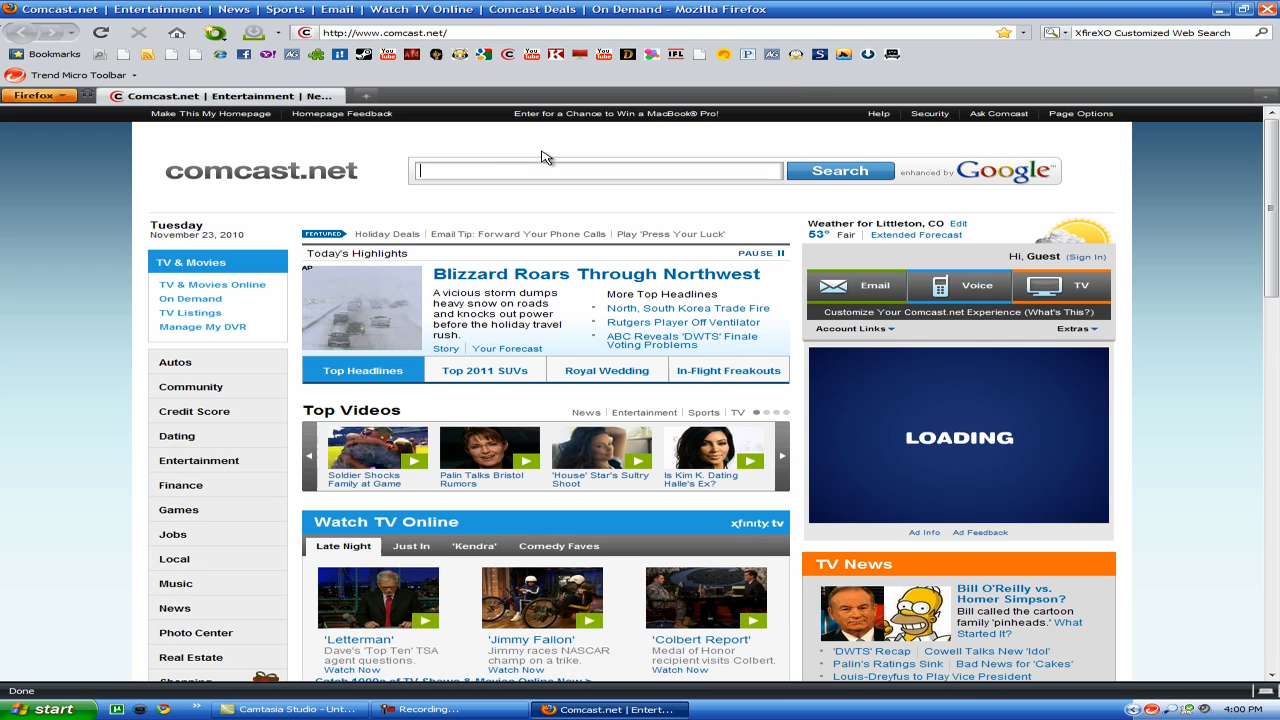 Comcast.net | Entertainment | News | Sports | Email | Watch TV Online | Comcast Deals | On Demand - Mozilla Firefox
http://www.comcast.net/
XfireXO Customized Web Search
Bookmarks
Trend Micro Toolbar
Firefox
Comcast.net | Entertainment | Ne...
Make This My Homepage
Homepage Feedback
Enter for a Chance to Win a MacBook® Pro!
Help
Security
Ask Comcast
Page Options
comcast.net
Search
enhanced by Google™
Tuesday
November 23, 2010
TV & Movies
TV & Movies Online
On Demand
TV Listings
Manage My DVR
Autos
Community
Credit Score
Dating
Entertainment
Finance
Games
Jobs
Local
Music
News
Photo Center
Real Estate
Shopping
FEATURED
Holiday Deals | Email Tip: Forward Your Phone Calls | Play 'Press Your Luck'
Today's Highlights
PAUSE
AP
Blizzard Roars Through Northwest
A vicious storm dumps
heavy snow on roads
and knocks out power
before the holiday travel
rush.
Story | Your Forecast
More Top Headlines
North, South Korea Trade Fire
Rutgers Player Off Ventilator
ABC Reveals 'DWTS' Finale
Voting Problems
Top Headlines
Top 2011 SUVs
Royal Wedding
In-Flight Freakouts
Top Videos
News | Entertainment | Sports | TV
Soldier Shocks
Family at Game
Palin Talks Bristol
Rumors
'House' Star's Sultry
Shoot
Is Kim K. Dating
Halle's Ex?
Watch TV Online
xfinity tv
Late Night
Just In
'Kendra'
Comedy Faves
'Letterman'
Dave's 'Top Ten' TSA
agent questions.
Watch Now
'Jimmy Fallon'
Jimmy races NASCAR
champ on a trike.
Watch Now
'Colbert Report'
Medal of Honor
recipient visits Colbert.
Watch Now
Catch 1000s of TV Shows & Movies Online Now >
Weather for Littleton, CO Edit
53° Fair | Extended Forecast
Hi, Guest (Sign In)
Email
Voice
TV
Customize Your Comcast.net Experience (What's This?)
Account Links
Extras
LOADING
Ad Info
Ad Feedback
TV News
Bill O'Reilly vs.
Homer Simpson?
Bill called the cartoon
family 'pinheads.' What
Started It?
'DWTS' Recap | Cowell Talks New 'Idol'
Palin's Ratings Sink | Bad News for 'Cakes'
Louis-Dreyfus to Play Vice President
Done
start
Camtasia Studio - Unt...
Recording...
Comcast.net | Entert...
4:00 PM